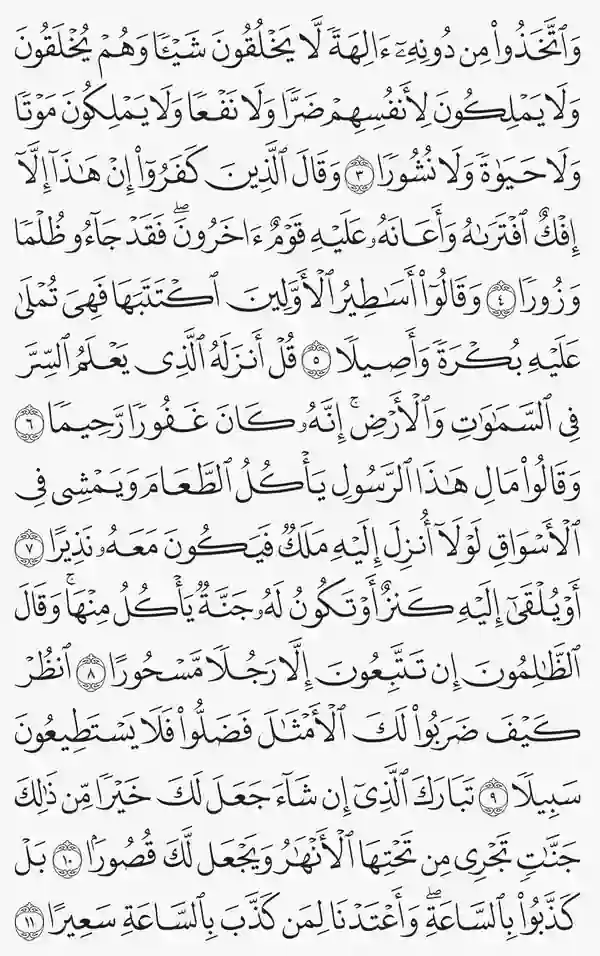 وَٱتَّخَذُواْ مِن دُونِهِۦٓ ءَالِهَةٗ لَّا يَخۡلُقُونَ شَيۡـٔٗا وَهُمۡ يُخۡلَقُونَ
وَلَا يَمۡلِكُونَ لِأَنفُسِهِمۡ ضَرّٗا وَلَا نَفۡعٗا وَلَا يَمۡلِكُونَ مَوۡتٗا
وَلَا حَيَوٰةٗ وَلَا نُشُورٗا ٣ وَقَالَ ٱلَّذِينَ كَفَرُوٓاْ إِنۡ هَٰذَآ إِلَّآ
إِفۡكٌ ٱفۡتَرَىٰهُ وَأَعَانَهُۥ عَلَيۡهِ قَوۡمٌ ءَاخَرُونَۖ فَقَدۡ جَآءُو ظُلۡمٗا
وَزُورٗا ٤ وَقَالُوٓاْ أَسَٰطِيرُ ٱلۡأَوَّلِينَ ٱكۡتَتَبَهَا فَهِيَ تُمۡلَىٰ
عَلَيۡهِ بُكۡرَةٗ وَأَصِيلٗا ٥ قُلۡ أَنزَلَهُ ٱلَّذِي يَعۡلَمُ ٱلسِّرَّ
فِي ٱلسَّمَٰوَٰتِ وَٱلۡأَرۡضِۚ إِنَّهُۥ كَانَ غَفُورٗا رَّحِيمٗا ٦
وَقَالُواْ مَالِ هَٰذَا ٱلرَّسُولِ يَأۡكُلُ ٱلطَّعَامَ وَيَمۡشِي فِي
ٱلۡأَسۡوَاقِ لَوۡلَآ أُنزِلَ إِلَيۡهِ مَلَكٞ فَيَكُونَ مَعَهُۥ نَذِيرًا ٧
أَوۡ يُلۡقَىٰٓ إِلَيۡهِ كَنزٌ أَوۡ تَكُونُ لَهُۥ جَنَّةٞ يَأۡكُلُ مِنۡهَاۚ وَقَالَ
ٱلظَّٰلِمُونَ إِن تَتَّبِعُونَ إِلَّا رَجُلٗا مَّسۡحُورًا ٨ ٱنظُرۡ
كَيۡفَ ضَرَبُواْ لَكَ ٱلۡأَمۡثَٰلَ فَضَلُّواْ فَلَا يَسۡتَطِيعُونَ
سَبِيلٗا ٩ تَبَارَكَ ٱلَّذِيٓ إِن شَآءَ جَعَلَ لَكَ خَيۡرٗا مِّن ذَٰلِكَ
جَنَّٰتٖ تَجۡرِي مِن تَحۡتِهَا ٱلۡأَنۡهَٰرُ وَيَجۡعَل لَّكَ قُصُورَۢا ١٠ بَلۡ
كَذَّبُواْ بِٱلسَّاعَةِۖ وَأَعۡتَدۡنَا لِمَن كَذَّبَ بِٱلسَّاعَةِ سَعِيرًا ١١